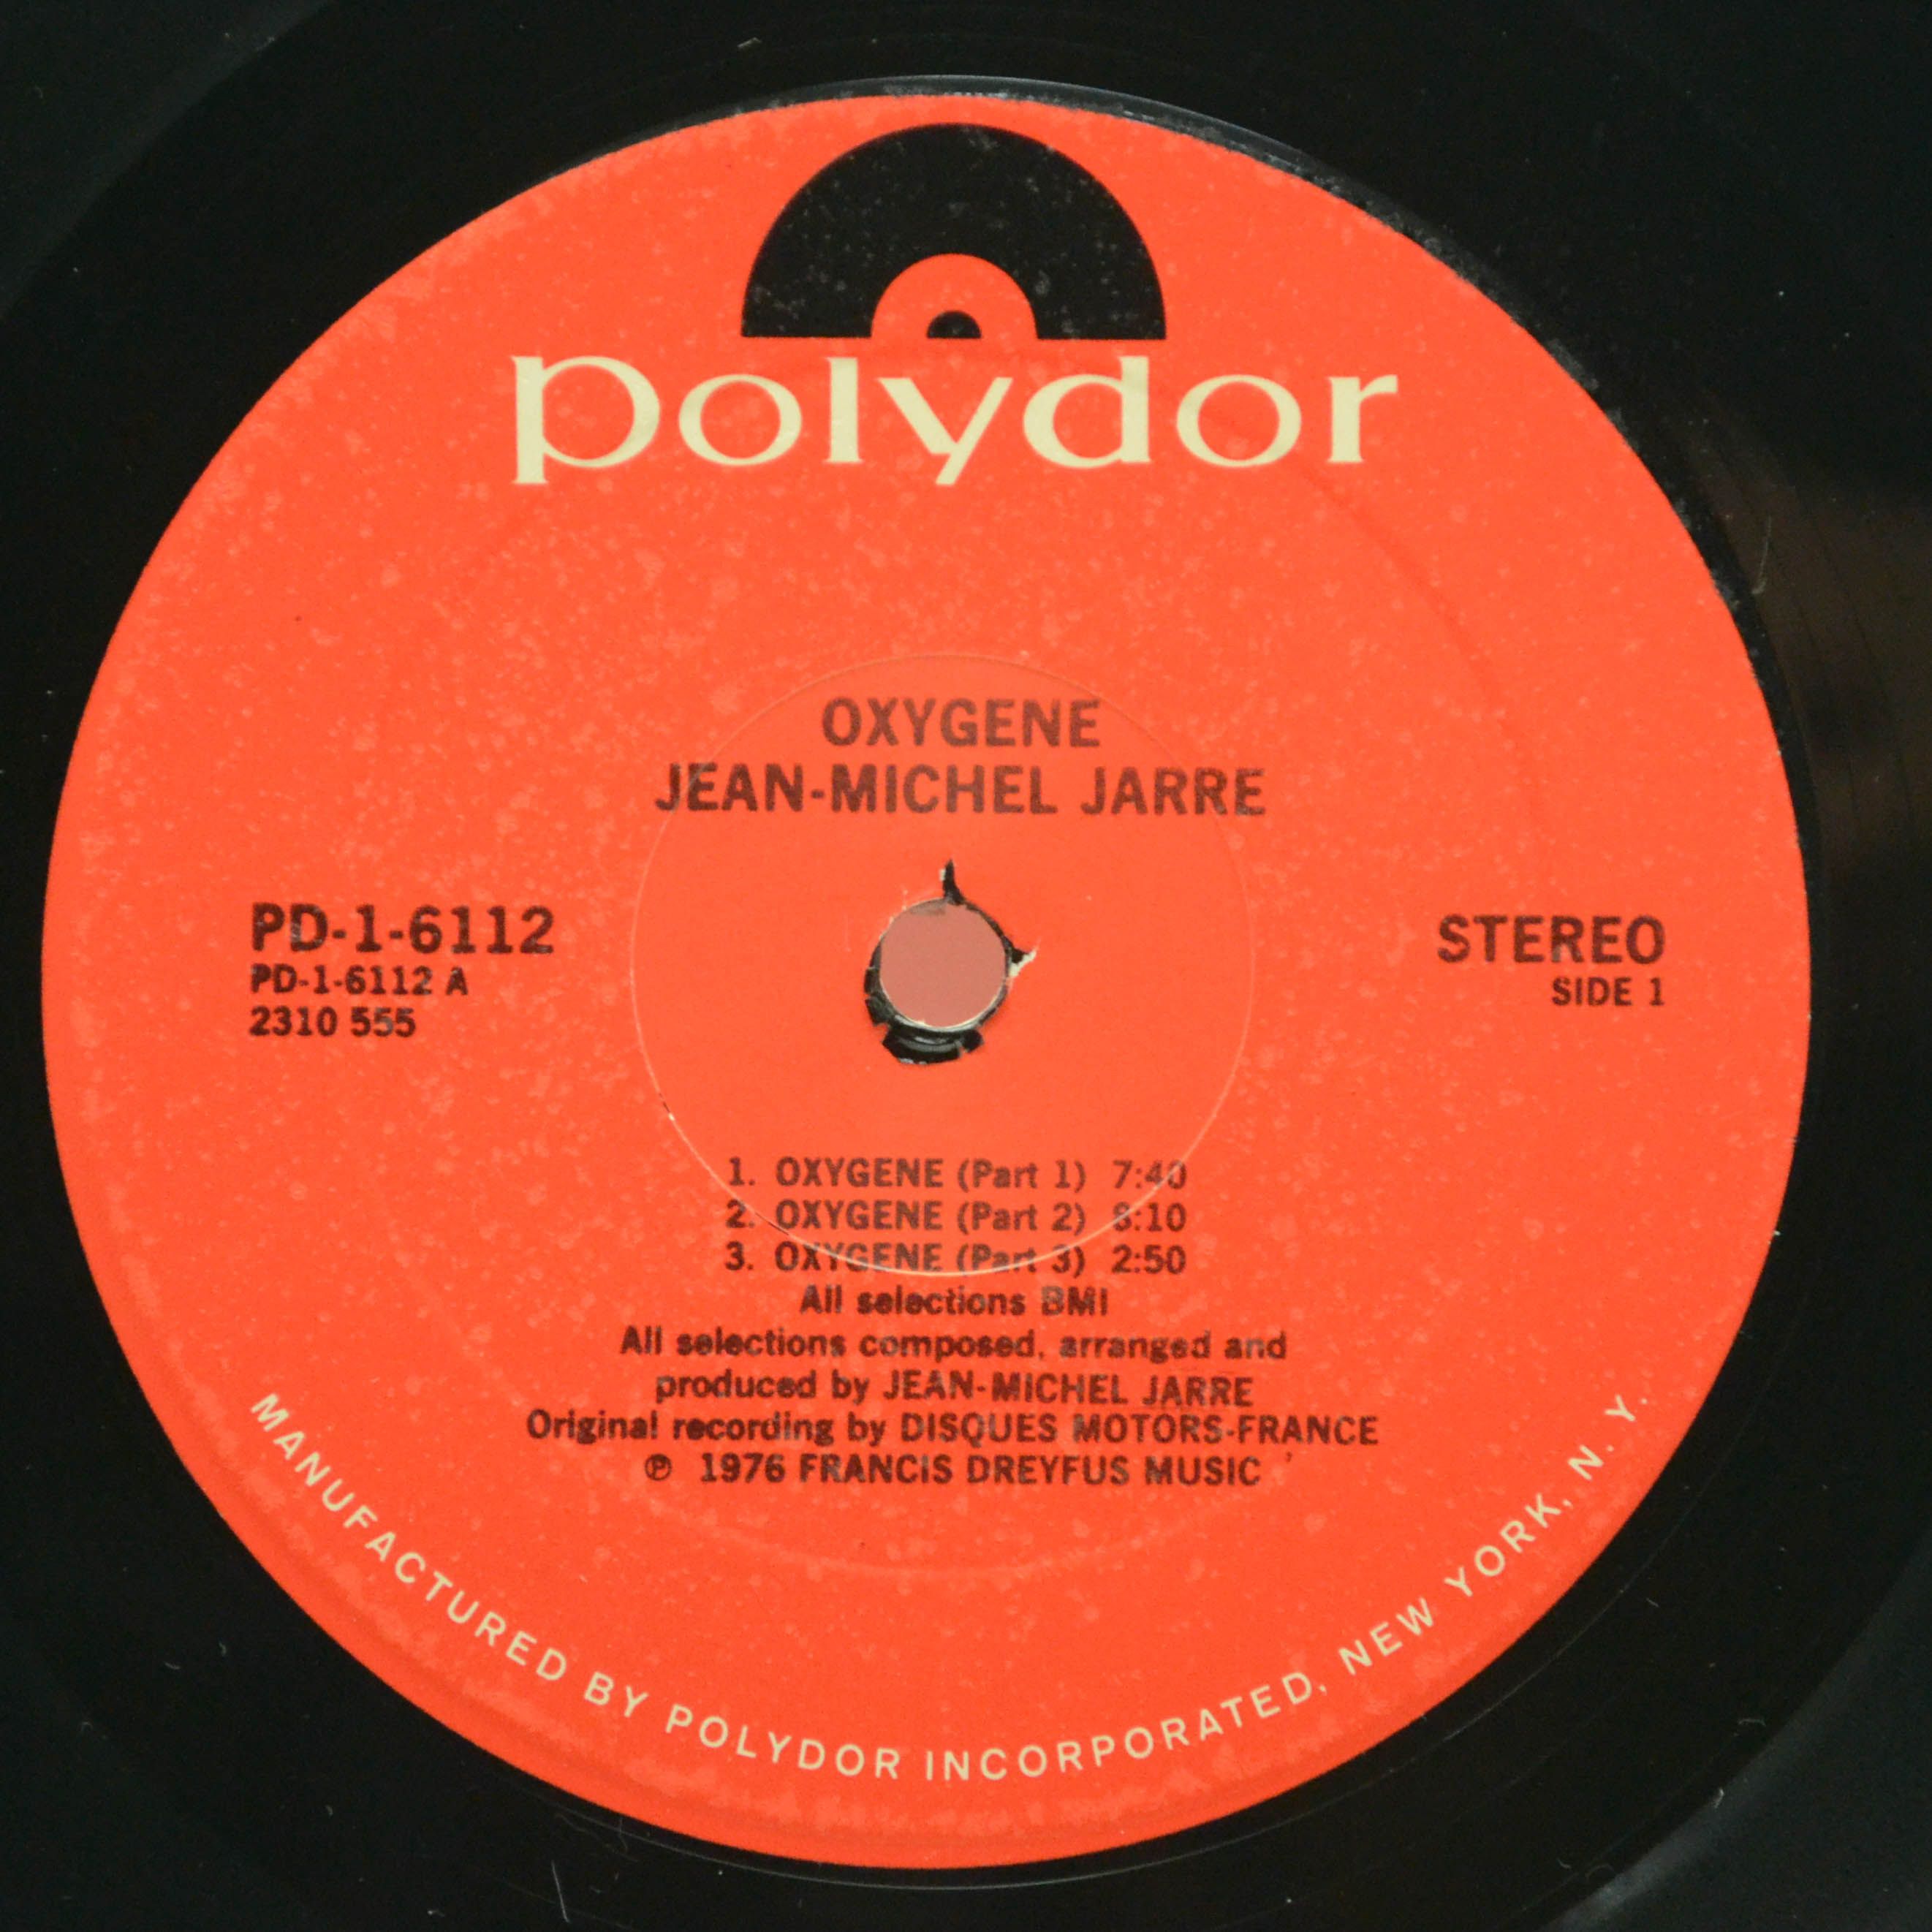 polydor
OXYGENE
JEAN-MICHEL JARRE
PD-1-6112
PD-1-6112 A
2310 555
STEREO
SIDE 1
1. OXYGENE (Part 1) 7:40
2. OXYGENE (Part 2) 8:10
3. OXYGENE (Part 3) 2:50
All selections BMI
All selections composed, arranged and
produced by JEAN-MICHEL JARRE
Original recording by DISQUES MOTORS-FRANCE
℗ 1976 FRANCIS DREYFUS MUSIC
MANUFACTURED BY POLYDOR INCORPORATED, NEW YORK, N. Y.